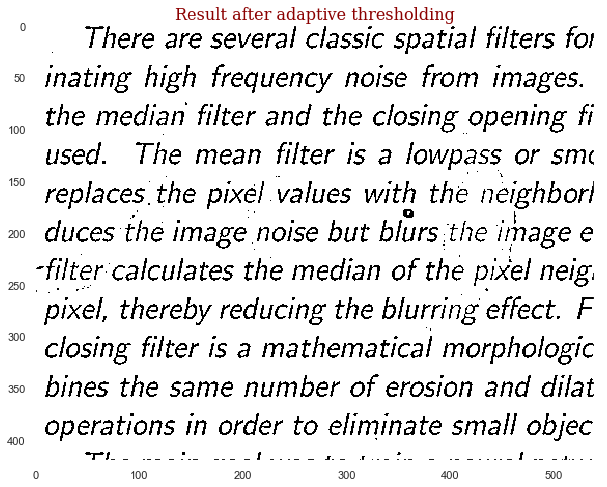 Result after adaptive thresholding
There are several classic spatial filters for
inating high frequency noise from images.
the median filter and the closing opening fi
used. The mean filter is a lowpass or smo
replaces the pixel values with the neighborh
duces the image noise but blurs the image e
filter calculates the median of the pixel neigh
pixel, thereby reducing the blurring effect. F
closing filter is a mathematical morphologic
bines the same number of erosion and dilat
operations in order to eliminate small objec
0
50
100
150
200
250
300
350
400
0 100 200 300 400 500